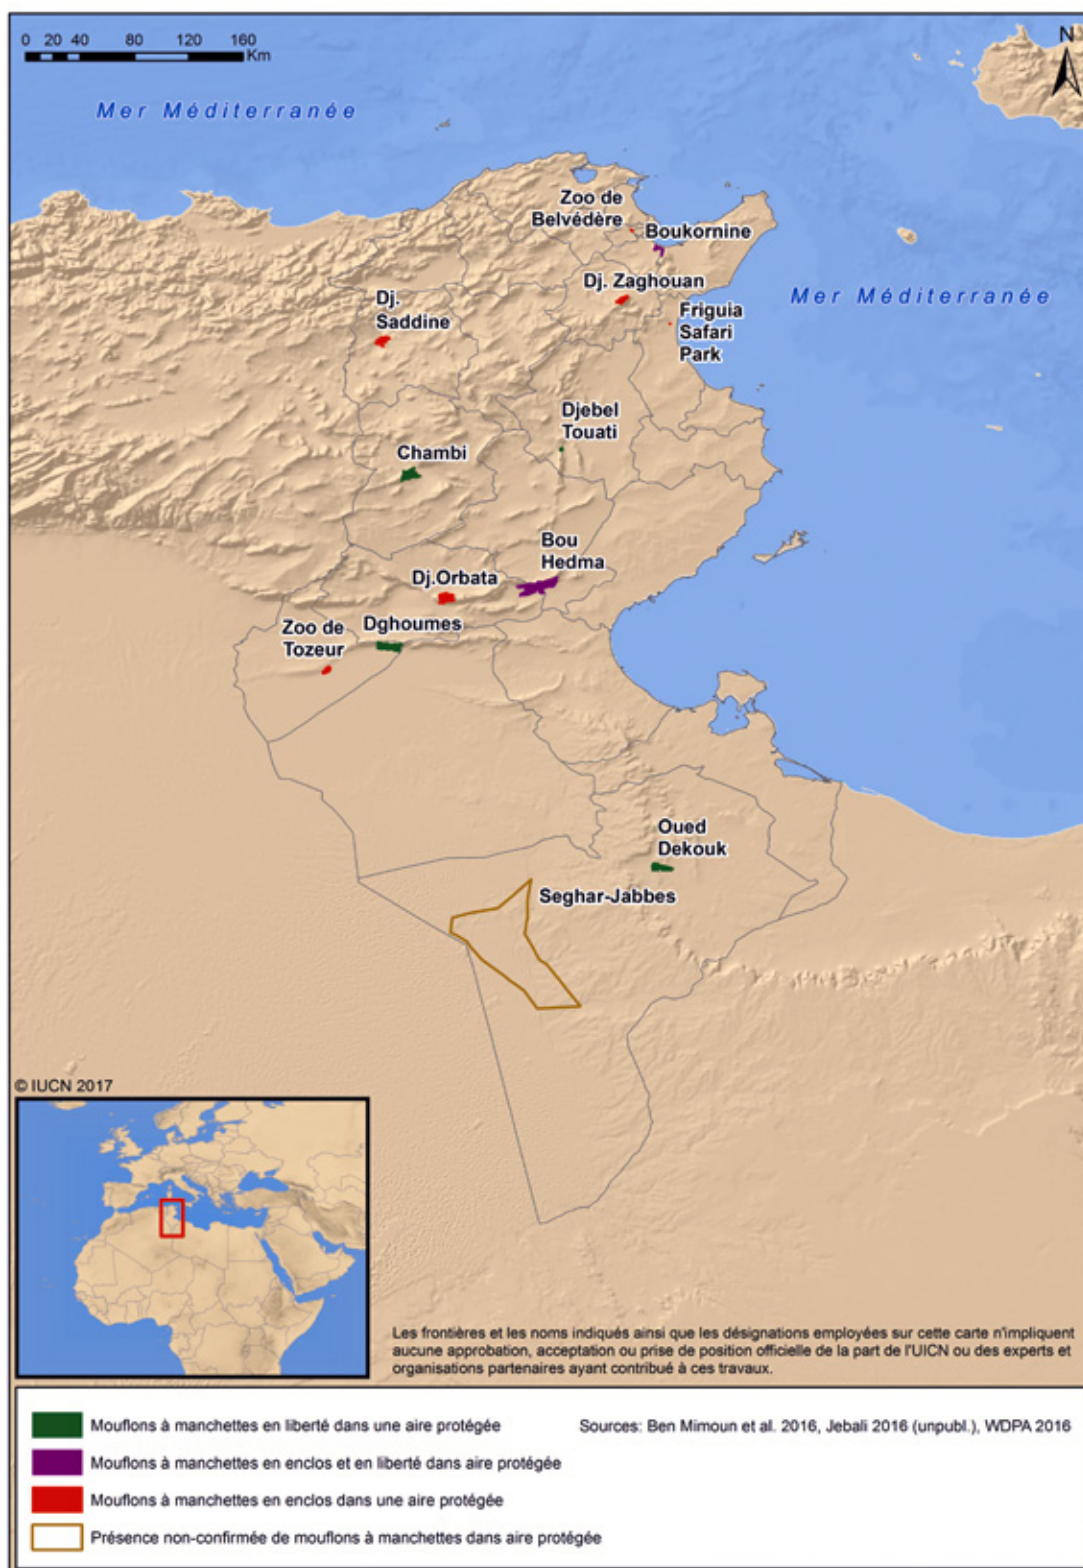 0 20 40 80 120 160
Km
N
Mer Méditerranée
Zoo de
Belvédère
Boukornine
Dj. Zaghouan
Mer Méditerranée
Dj.
Saddine
Friguia
Safari
Park
Djebel
Touati
Chambi
Bou
Hedma
Dj.Orbata
Dghoumes
Zoo de
Tozeur
Oued
Dekouk
Seghar-Jabbes
© IUCN 2017
Les frontières et les noms indiqués ainsi que les désignations employées sur cette carte n'impliquent
aucune approbation, acceptation ou prise de position officielle de la part de l'UICN ou des experts et
organisations partenaires ayant contribué à ces travaux.
Mouflons à manchettes en liberté dans une aire protégée
Sources: Ben Mimoun et al. 2016, Jebali 2016 (unpubl.), WDPA 2016
Mouflons à manchettes en enclos et en liberté dans aire protégée
Mouflons à manchettes en enclos dans une aire protégée
Présence non-confirmée de mouflons à manchettes dans aire protégée